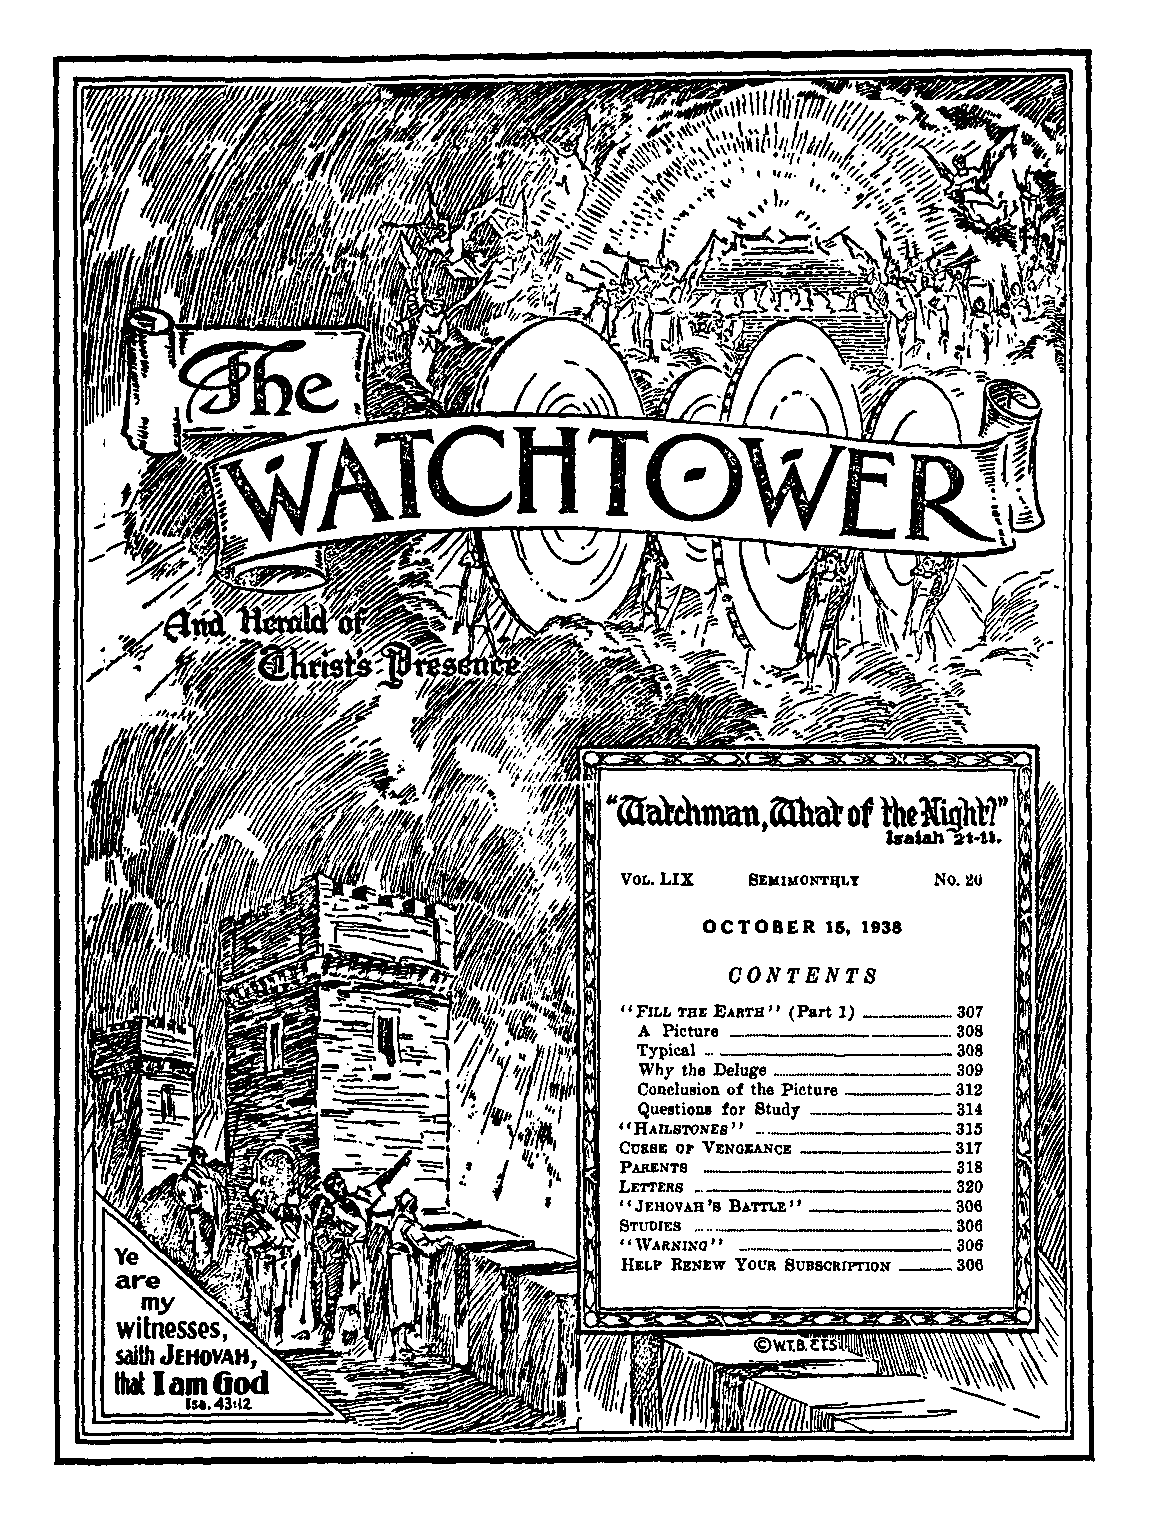 The
WATCHTOWER
And Herald of
Christ's Presence
"Watchman, What of the Night?"
Isaiah 21-11.
VOL. LIX SEMIMONTHLY No. 20
OCTOBER 15, 1938
CONTENTS
"FILL THE EARTH" (Part 1) 307
A Picture 308
Typical 308
Why the Deluge 309
Conclusion of the Picture 312
Questions for Study 314
"HAILSTONES" 315
CURSE OF VENGEANCE 317
PARENTS 318
LETTERS 320
"JEHOVAH'S BATTLE" 306
STUDIES 306
"WARNING" 306
HELP RENEW YOUR SUBSCRIPTION 306
Ye
are
my
witnesses,
saith JEHOVAH,
that I am God
Isa. 43:12
©W.T.B.&T.S.